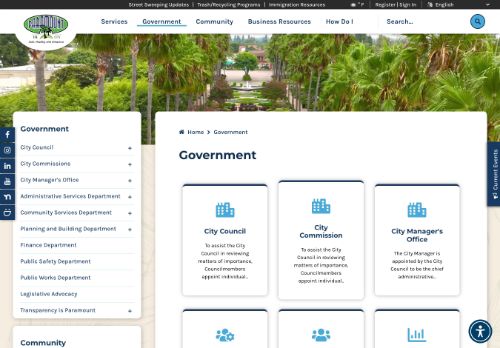 Street Sweeping Updates | Trash/Recycling Programs | Immigration Resources
°F | Register | Sign In
English
PARAMOUNT
Services Government Community Business Resources How Do I
Search...
Government
City Council +
City Commissions +
City Manager's Office +
Administrative Services Department +
Community Services Department +
Planning and Building Department +
Finance Department
Public Safety Department
Public Works Department
Legislative Advocacy
Transparency Is Paramount +
Community
Home > Government
Government
City Council
To assist the City
Council in reviewing
matters of importance,
Councilmembers
appoint individual...
City
Commission
To assist the City
Council in reviewing
matters of importance,
Councilmembers
appoint individual...
City Manager's
Office
The City Manager is
appointed by the City
Council to be the chief
administrative...
Current Events